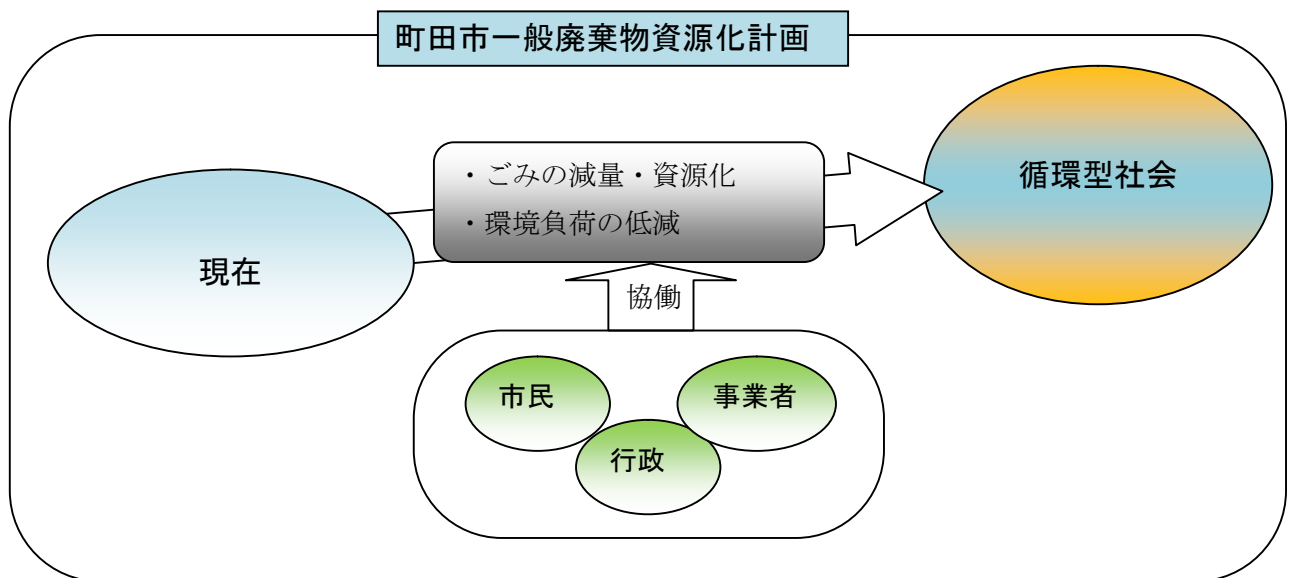 町田市一般廃棄物資源化計画
・ごみの減量・資源化
・環境負荷の低減
循環型社会
現在
協働
市民
事業者
行政